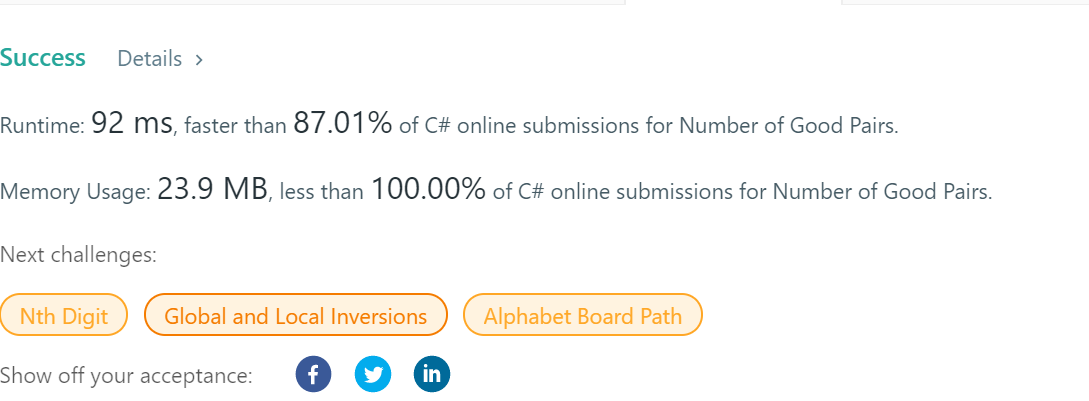 Success Details >
Runtime: 92 ms, faster than 87.01% of C# online submissions for Number of Good Pairs.
Memory Usage: 23.9 MB, less than 100.00% of C# online submissions for Number of Good Pairs.
Next challenges:
Nth Digit Global and Local Inversions Alphabet Board Path
Show off your acceptance: f in